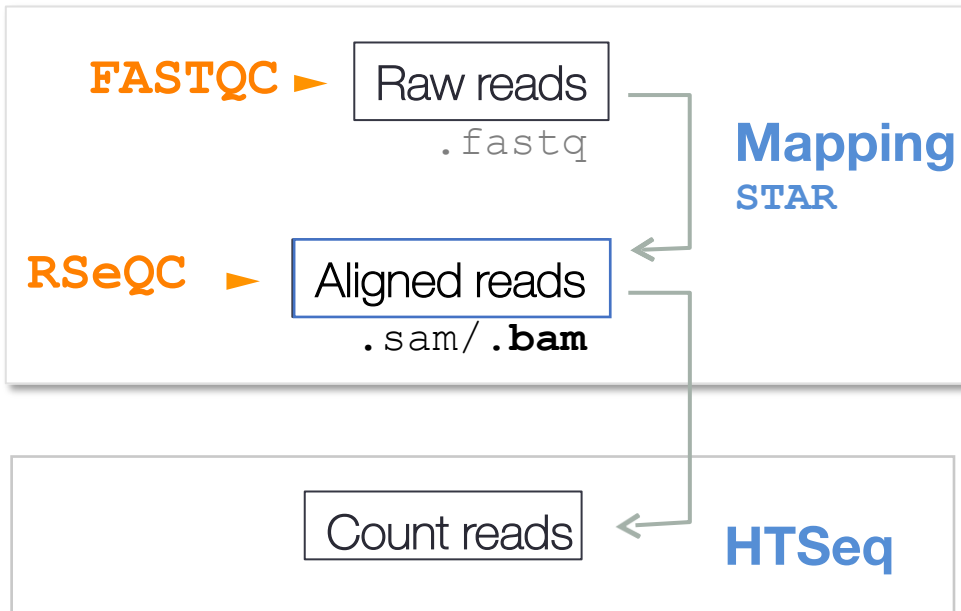 FASTQC ► Raw reads
.fastq
Mapping
STAR
RSeQC ► Aligned reads
.sam/.bam
Count reads
HTSeq